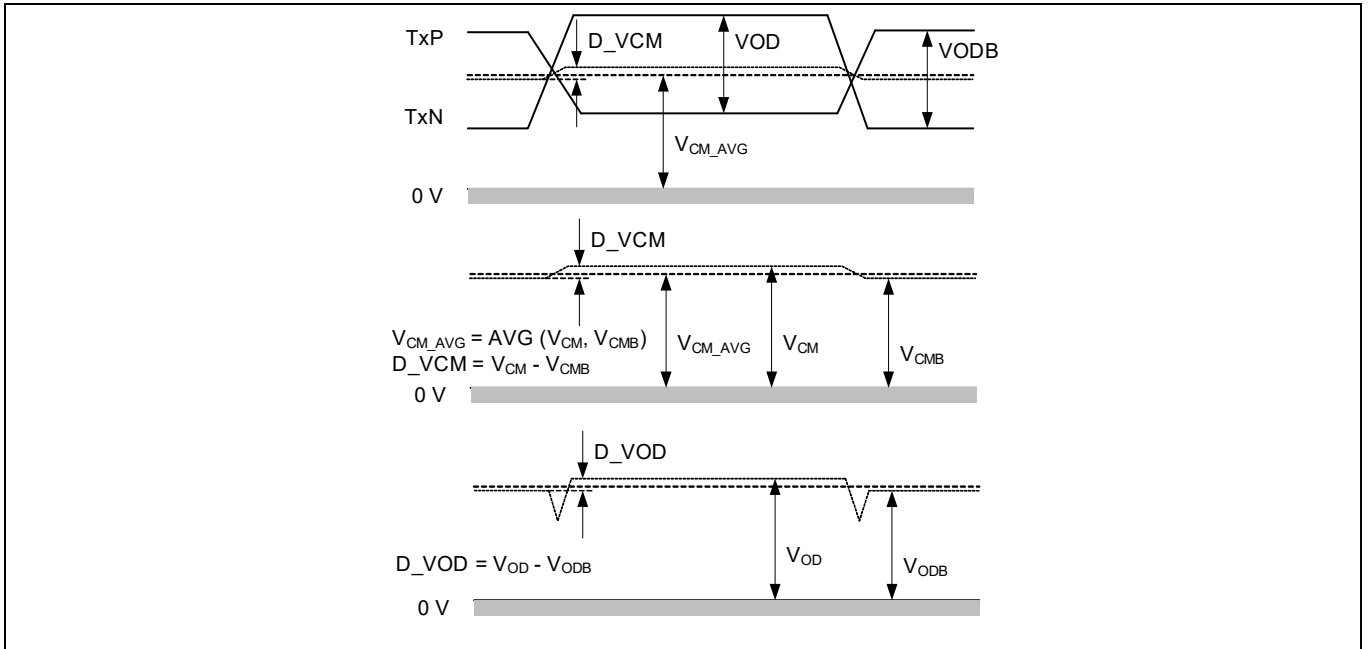 TxP
D_VCM
VOD
VODB
TxN
VCM_AVG
0 V
D_VCM
VCM_AVG = AVG (VCM, VCMB)
VCM_AVG
VCM
VCMB
D_VCM = VCM - VCMB
0 V
D_VOD
D_VOD = VOD - VODB
VOD
VODB
0 V